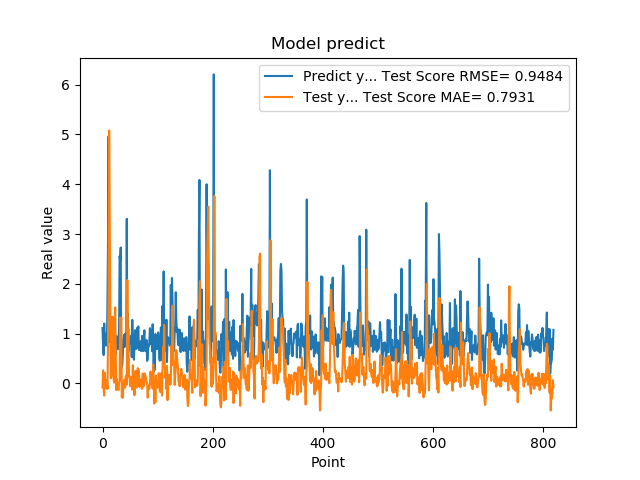 Model predict
Predict y... Test Score RMSE= 0.9484
Test y... Test Score MAE= 0.7931
6
5
4
3
2
1
0
Real value
0 200 400 600 800
Point